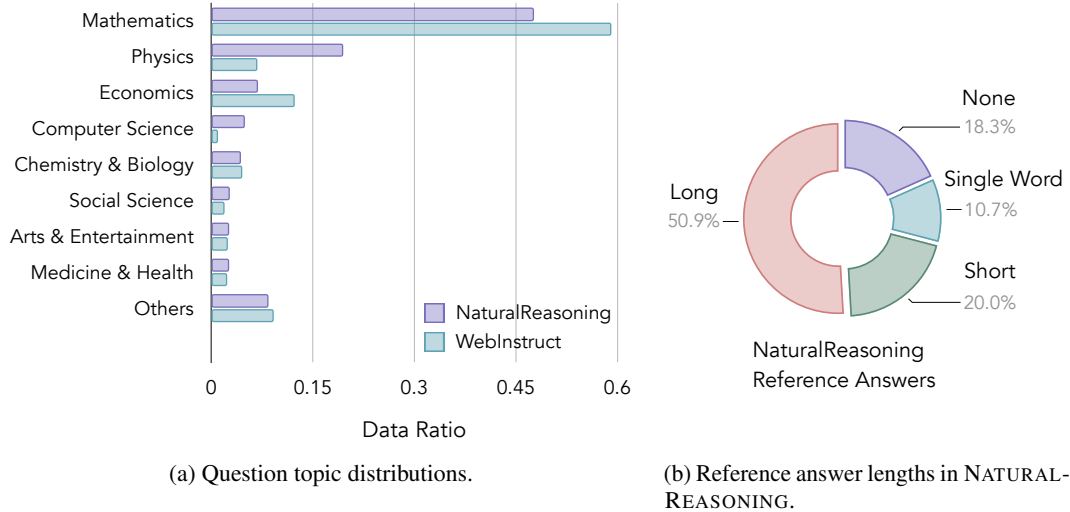 Mathematics
Physics
Economics
Computer Science
Chemistry & Biology
Social Science
Arts & Entertainment
Medicine & Health
Others
NaturalReasoning
WebInstruct
0 0.15 0.3 0.45 0.6
Data Ratio
(a) Question topic distributions.
None
18.3%
Single Word
10.7%
Long
50.9%
Short
20.0%
NaturalReasoning
Reference Answers
(b) Reference answer lengths in NATURAL-
REASONING.